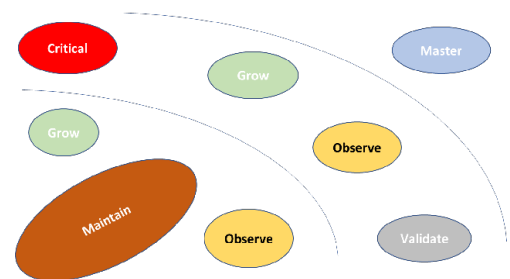 Critical
Master
Grow
Grow
Observe
Maintain
Observe
Validate